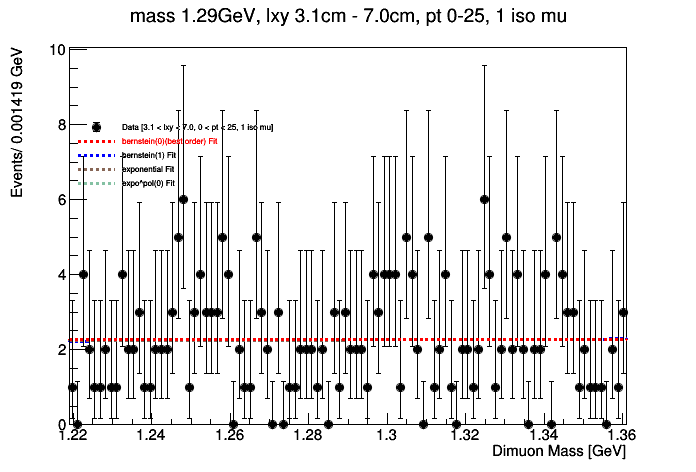 mass 1.29GeV, lxy 3.1cm - 7.0cm, pt 0-25, 1 iso mu
Events/ 0.001419 GeV
10
8
Data [3.1 < lxy < 7.0, 0 < pt < 25, 1 iso mu]
bernstein(0)(best order) Fit
bernstein(1) Fit
exponential Fit
expo*pol(0) Fit
6
4
2
0
1.22 1.24 1.26 1.28 1.3 1.32 1.34 1.36
Dimuon Mass [GeV]